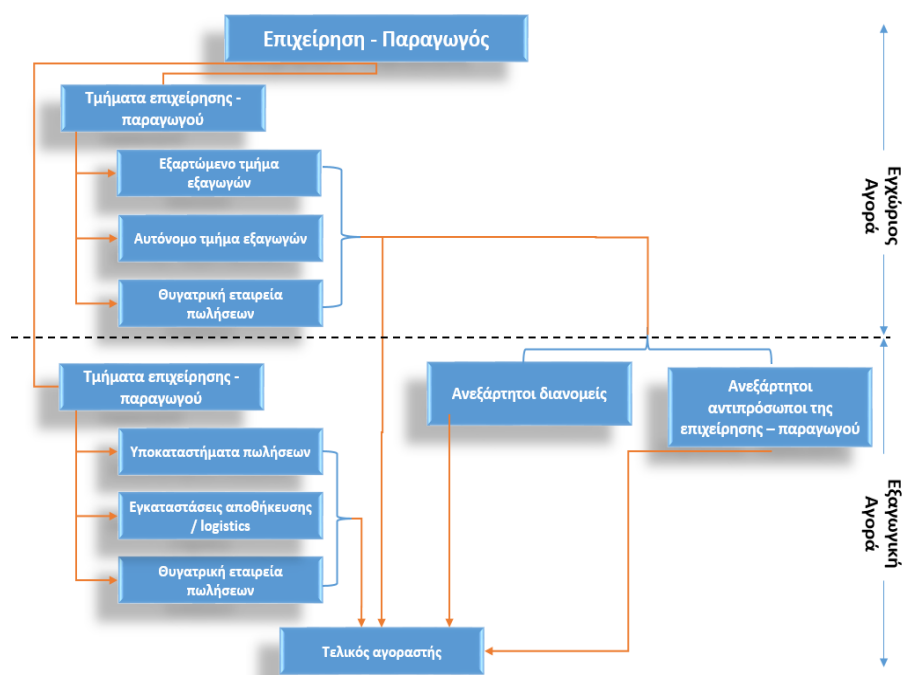 Επιχείρηση - Παραγωγός
Τμήματα επιχείρησης -
παραγωγού
Εξαρτώμενο τμήμα
εξαγωγών
Αυτόνομο τμήμα εξαγωγών
Θυγατρική εταιρεία
πωλήσεων
Εγχώριος
Αγορά
Τμήματα επιχείρησης -
παραγωγού
Ανεξάρτητοι διανομείς
Ανεξάρτητοι
αντιπρόσωποι της
επιχείρησης – παραγωγού
Υποκαταστήματα πωλήσεων
Εγκαταστάσεις αποθήκευσης
/ logistics
Θυγατρική εταιρεία
πωλήσεων
Εξαγωγική
Αγορά
Τελικός αγοραστής